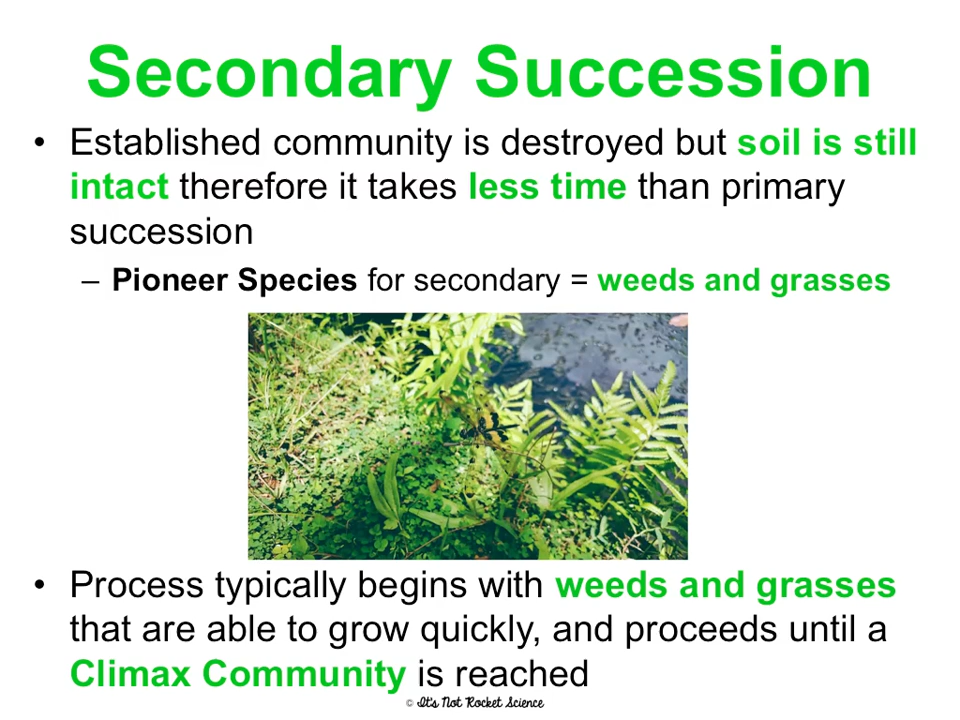 Secondary Succession
• Established community is destroyed but soil is still
intact therefore it takes less time than primary
succession
– Pioneer Species for secondary = weeds and grasses
• Process typically begins with weeds and grasses
that are able to grow quickly, and proceeds until a
Climax Community is reached
© It's Not Rocket Science